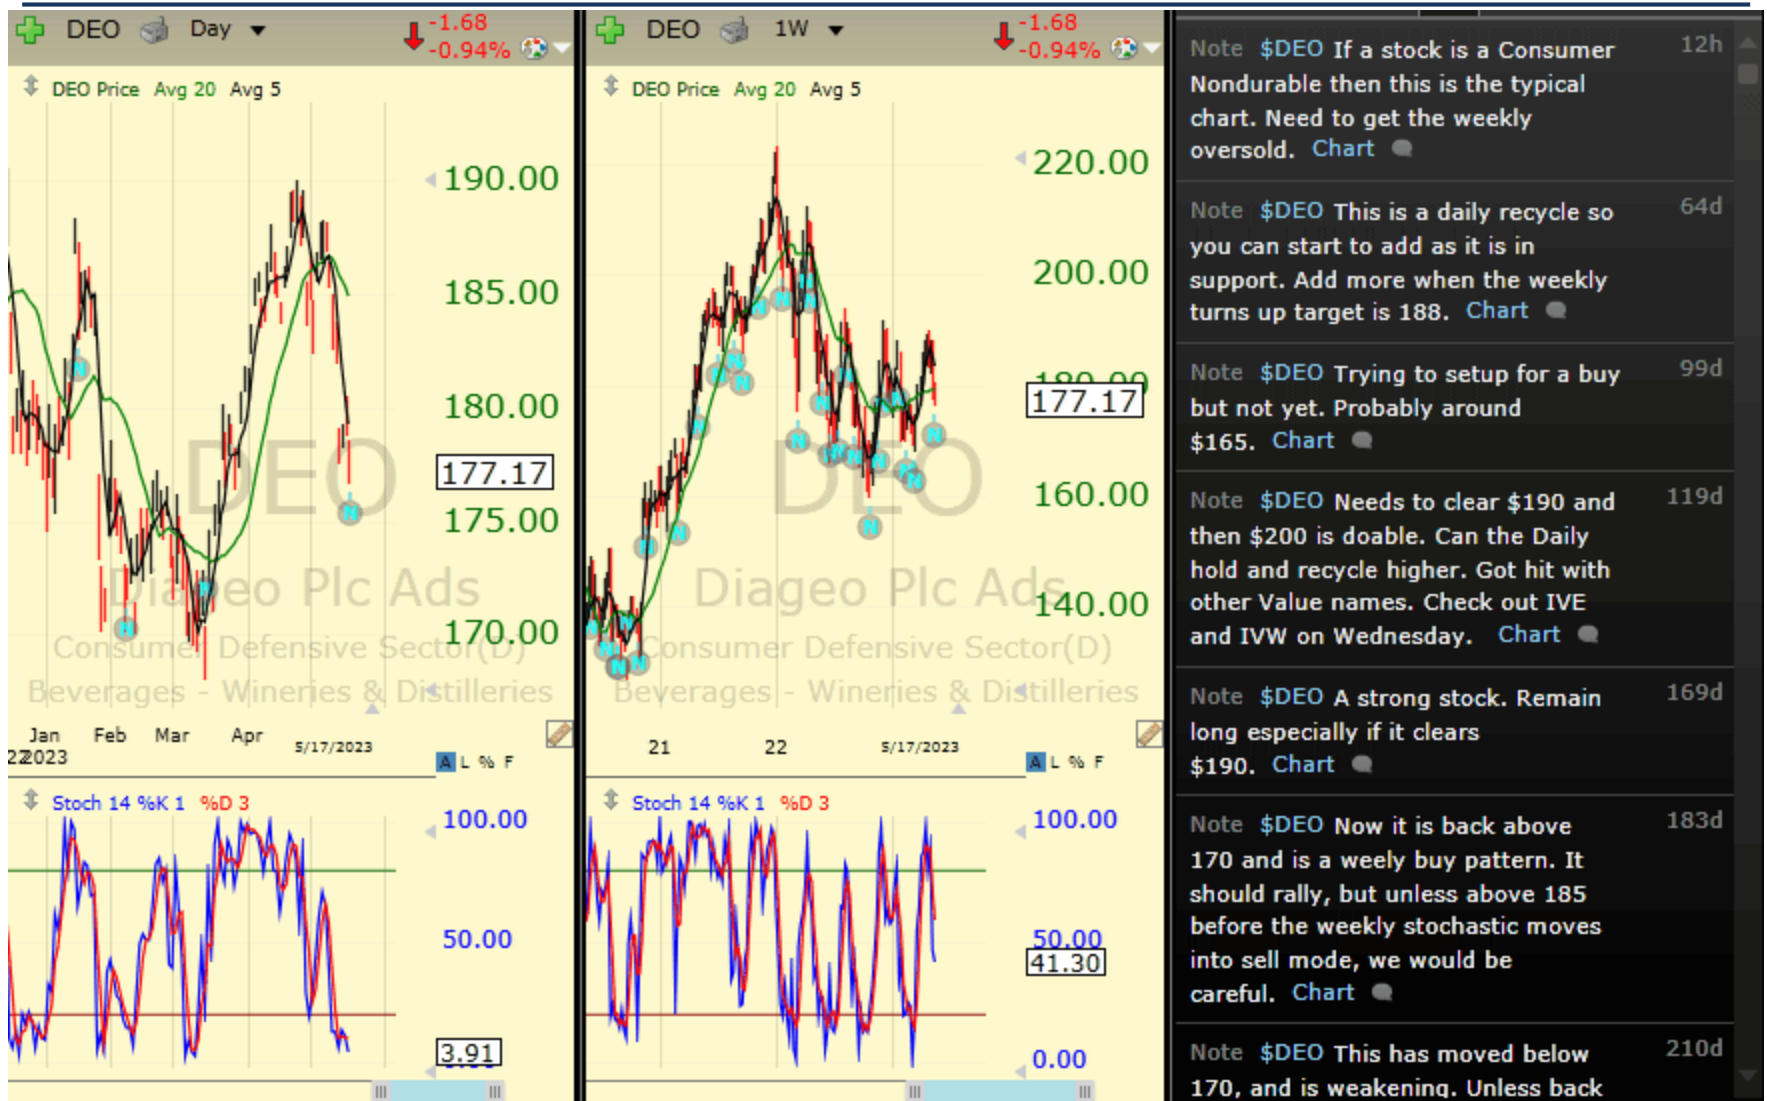 DEO Day -1.68
-0.94%
DEO Price Avg 20 Avg 5
190.00
185.00
180.00
177.17
175.00
170.00
DEO
Diageo Plc Ads
Consumer Defensive Sector(D)
Beverages - Wineries & Distilleries
N
N
N
N
Jan Feb Mar Apr 5/17/2023
22 2023
A L % F
Stoch 14 %K 1 %D 3
100.00
50.00
3.91
DEO 1W -1.68
-0.94%
DEO Price Avg 20 Avg 5
220.00
200.00
180.00
177.17
160.00
140.00
DEO
Diageo Plc Ads
Consumer Defensive Sector(D)
Beverages - Wineries & Distilleries
21 22 5/17/2023
A L % F
Stoch 14 %K 1 %D 3
100.00
50.00
41.30
0.00
Note $DEO If a stock is a Consumer 12h
Nondurable then this is the typical
chart. Need to get the weekly
oversold. Chart
Note $DEO This is a daily recycle so 64d
you can start to add as it is in
support. Add more when the weekly
turns up target is 188. Chart
Note $DEO Trying to setup for a buy 99d
but not yet. Probably around
$165. Chart
Note $DEO Needs to clear $190 and 119d
then $200 is doable. Can the Daily
hold and recycle higher. Got hit with
other Value names. Check out IVE
and IVW on Wednesday. Chart
Note $DEO A strong stock. Remain 169d
long especially if it clears
$190. Chart
Note $DEO Now it is back above 183d
170 and is a weely buy pattern. It
should rally, but unless above 185
before the weekly stochastic moves
into sell mode, we would be
careful. Chart
Note $DEO This has moved below 210d
170, and is weakening. Unless back